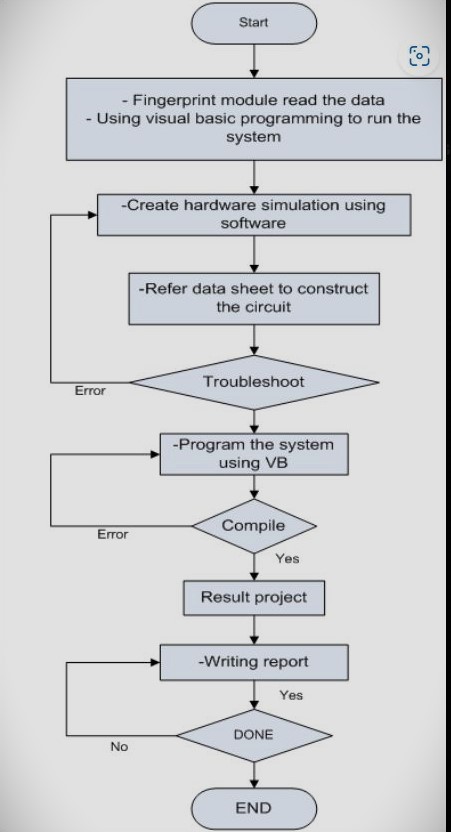 Start
- Fingerprint module read the data
- Using visual basic programming to run the
system
-Create hardware simulation using
software
-Refer data sheet to construct
the circuit
Troubleshoot
Error
-Program the system
using VB
Compile
Error
Yes
Result project
-Writing report
Yes
DONE
No
END